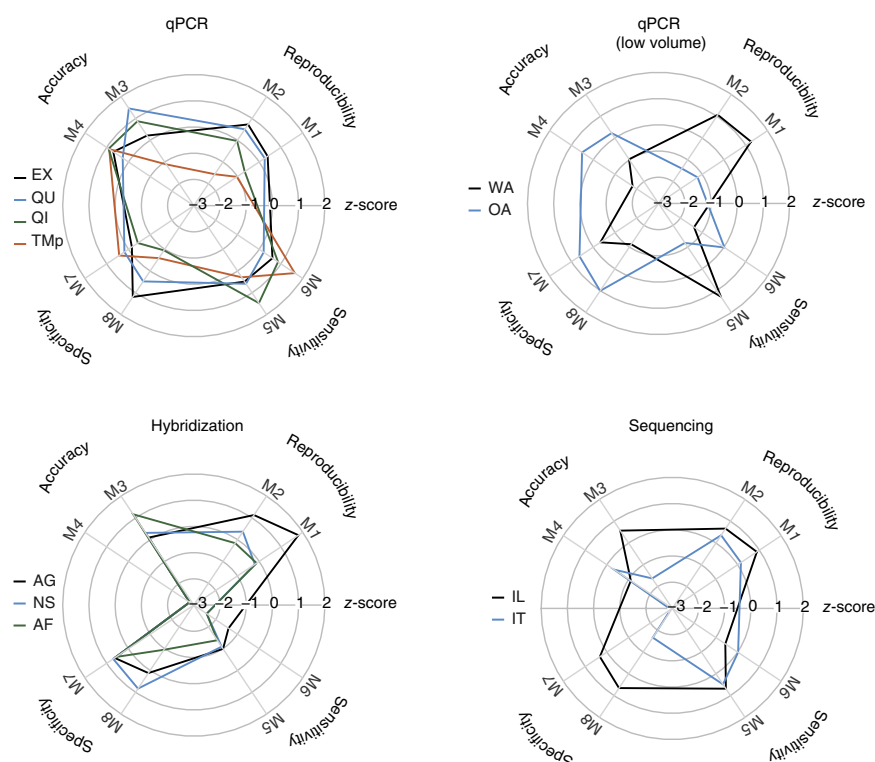 qPCR
Accuracy
Reproducibility
M3
M2
M4
M1
EX
QU
QI
TMp
−3 −2 −1 0 1 2 z-score
M7
M6
M8
M5
Specificity
Sensitivity
qPCR
(low volume)
Accuracy
Reproducibility
M3
M2
M4
M1
WA
OA
−3 −2 −1 0 1 2 z-score
M7
M6
M8
M5
Specificity
Sensitivity
Hybridization
Accuracy
Reproducibility
M3
M2
M4
M1
AG
NS
AF
−3 −2 −1 0 1 2 z-score
M7
M6
M8
M5
Specificity
Sensitivity
Sequencing
Accuracy
Reproducibility
M3
M2
M4
M1
IL
IT
−3 −2 −1 0 1 2 z-score
M7
M6
M8
M5
Specificity
Sensitivity